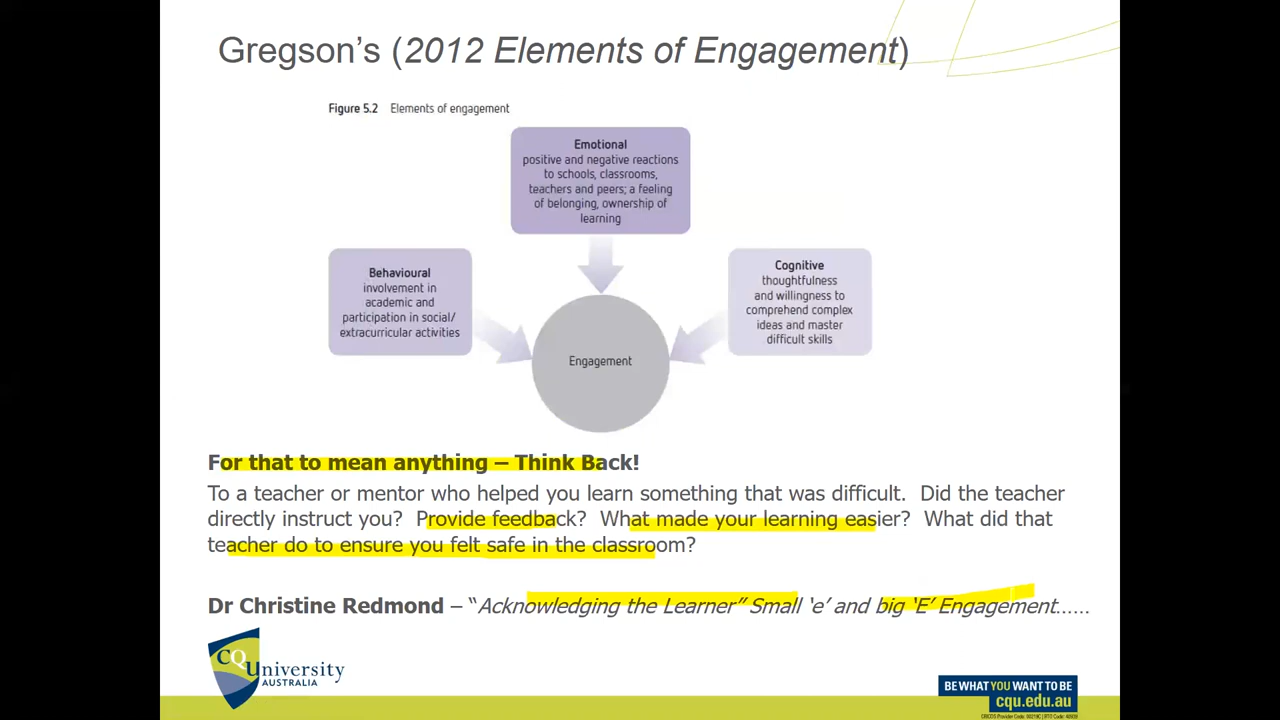 Gregson's (2012 Elements of Engagement)
Figure 5.2 Elements of engagement
Emotional
positive and negative reactions
to schools, classrooms,
teachers and peers; a feeling
of belonging, ownership of
learning
Behavioural
involvement in
academic and
participation in social/
extracurricular activities
Cognitive
thoughtfulness
and willingness to
comprehend complex
ideas and master
difficult skills
Engagement
For that to mean anything – Think Back!
To a teacher or mentor who helped you learn something that was difficult. Did the teacher
directly instruct you? Provide feedback? What made your learning easier? What did that
teacher do to ensure you felt safe in the classroom?
Dr Christine Redmond – "Acknowledging the Learner" Small 'e' and big 'E' Engagement......
CQUniversity
AUSTRALIA
BE WHAT YOU WANT TO BE
cqu.edu.au